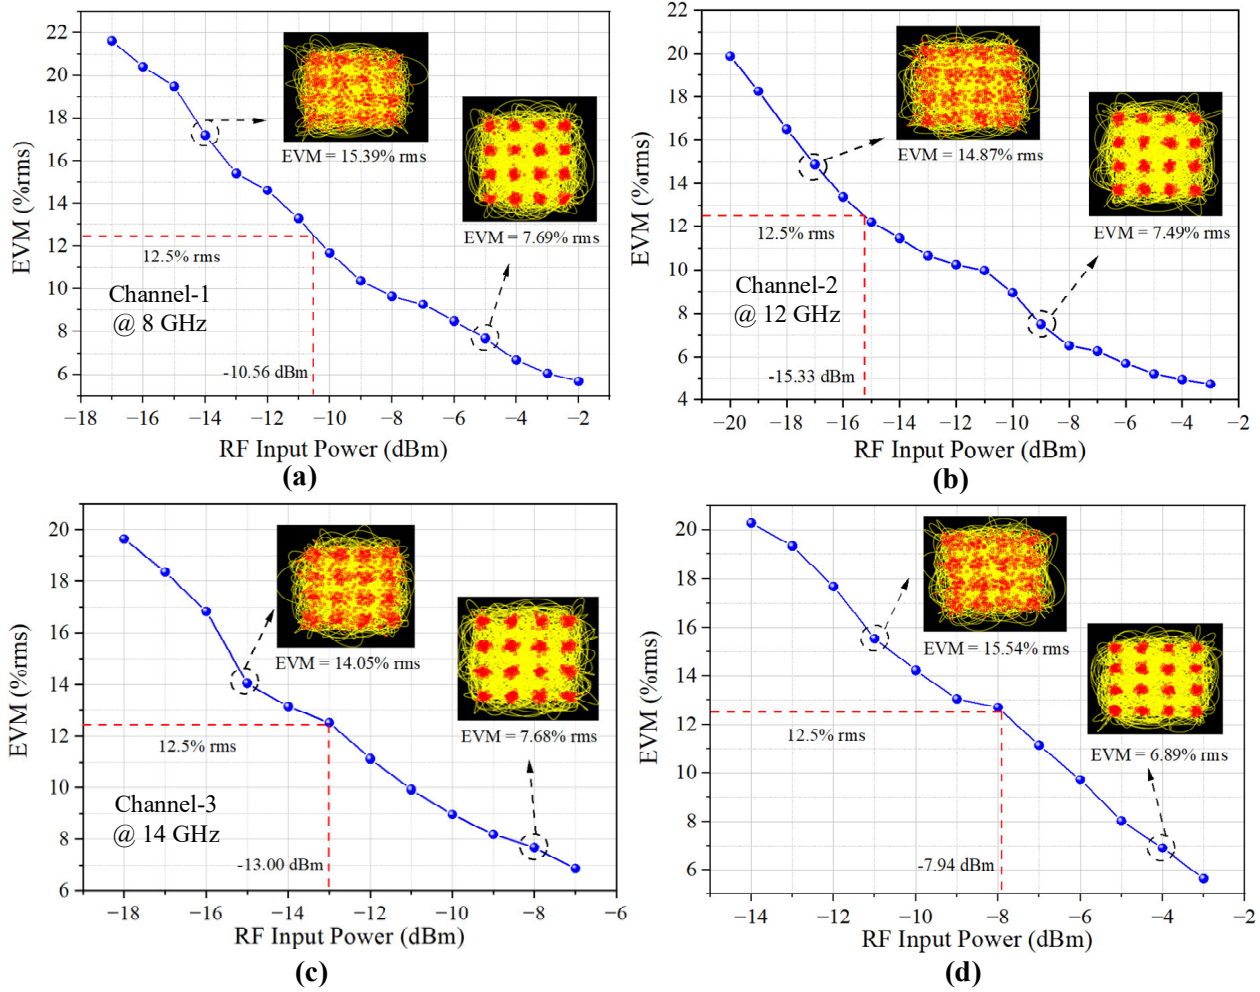 22
20
18
16
14
12
10
8
6
EVM (%rms)
EVM = 15.39% rms
EVM = 7.69% rms
12.5% rms
Channel-1
@ 8 GHz
-10.56 dBm
−18 −16 −14 −12 −10 −8 −6 −4 −2
RF Input Power (dBm)
(a)
22
20
18
16
14
12
10
8
6
4
EVM (%rms)
EVM = 14.87% rms
EVM = 7.49% rms
12.5% rms
Channel-2
@ 12 GHz
-15.33 dBm
−20 −18 −16 −14 −12 −10 −8 −6 −4 −2
RF Input Power (dBm)
(b)
20
18
16
14
12
10
8
6
EVM (%rms)
EVM = 14.05% rms
EVM = 7.68% rms
12.5% rms
Channel-3
@ 14 GHz
-13.00 dBm
−18 −16 −14 −12 −10 −8 −6
RF Input Power (dBm)
(c)
20
18
16
14
12
10
8
6
EVM (%rms)
EVM = 15.54% rms
EVM = 6.89% rms
12.5% rms
-7.94 dBm
−14 −12 −10 −8 −6 −4 −2
RF Input Power (dBm)
(d)